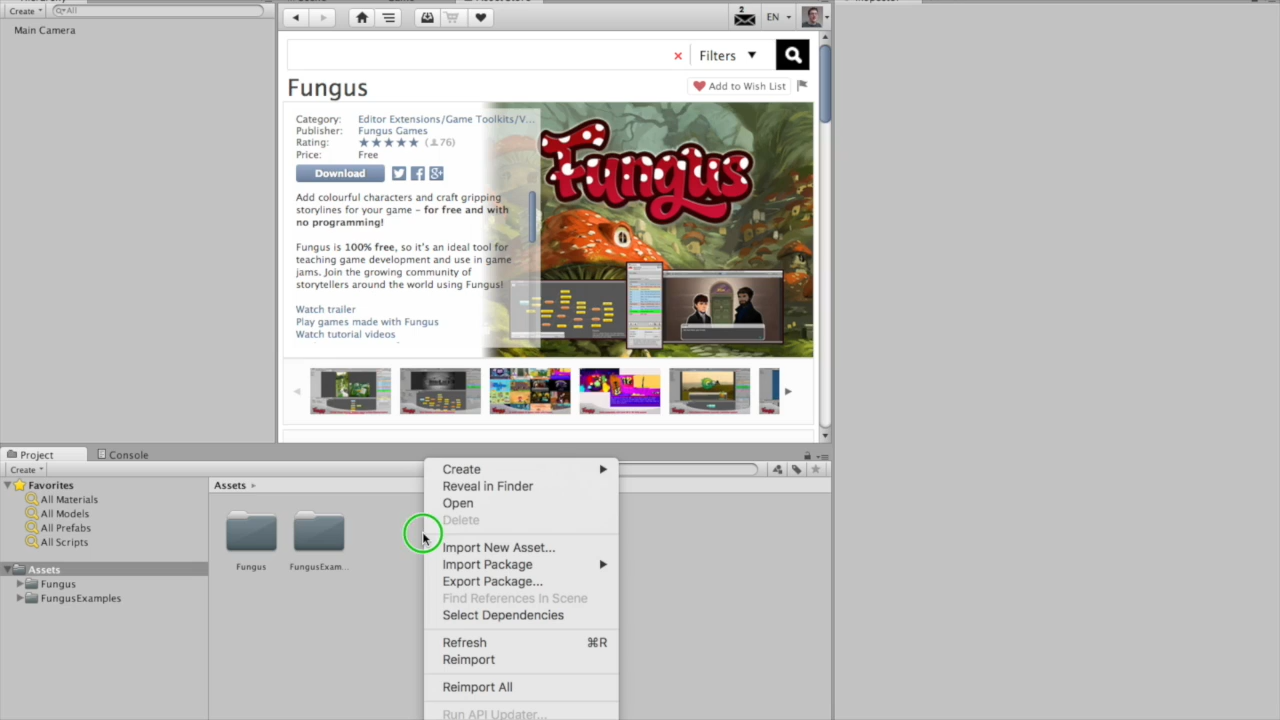 Create
All
Main Camera
2
EN
Filters
Fungus
Add to Wish List
Category: Editor Extensions/Game Toolkits/V...
Publisher: Fungus Games
Rating: ★★★★★ (76)
Price: Free
Download
Add colourful characters and craft gripping
storylines for your game – for free and with
no programming!
Fungus is 100% free, so it's an ideal tool for
teaching game development and use in game
jams. Join the growing community of
storytellers around the world using Fungus!
Watch trailer
Play games made with Fungus
Watch tutorial videos
Fungus
Project
Console
Create
Favorites
All Materials
All Models
All Prefabs
All Scripts
Assets
Fungus
FungusExamples
Assets
Fungus
FungusExam...
Create
Reveal in Finder
Open
Delete
Import New Asset...
Import Package
Export Package...
Find References In Scene
Select Dependencies
Refresh ⌘R
Reimport
Reimport All
Run API Updater...